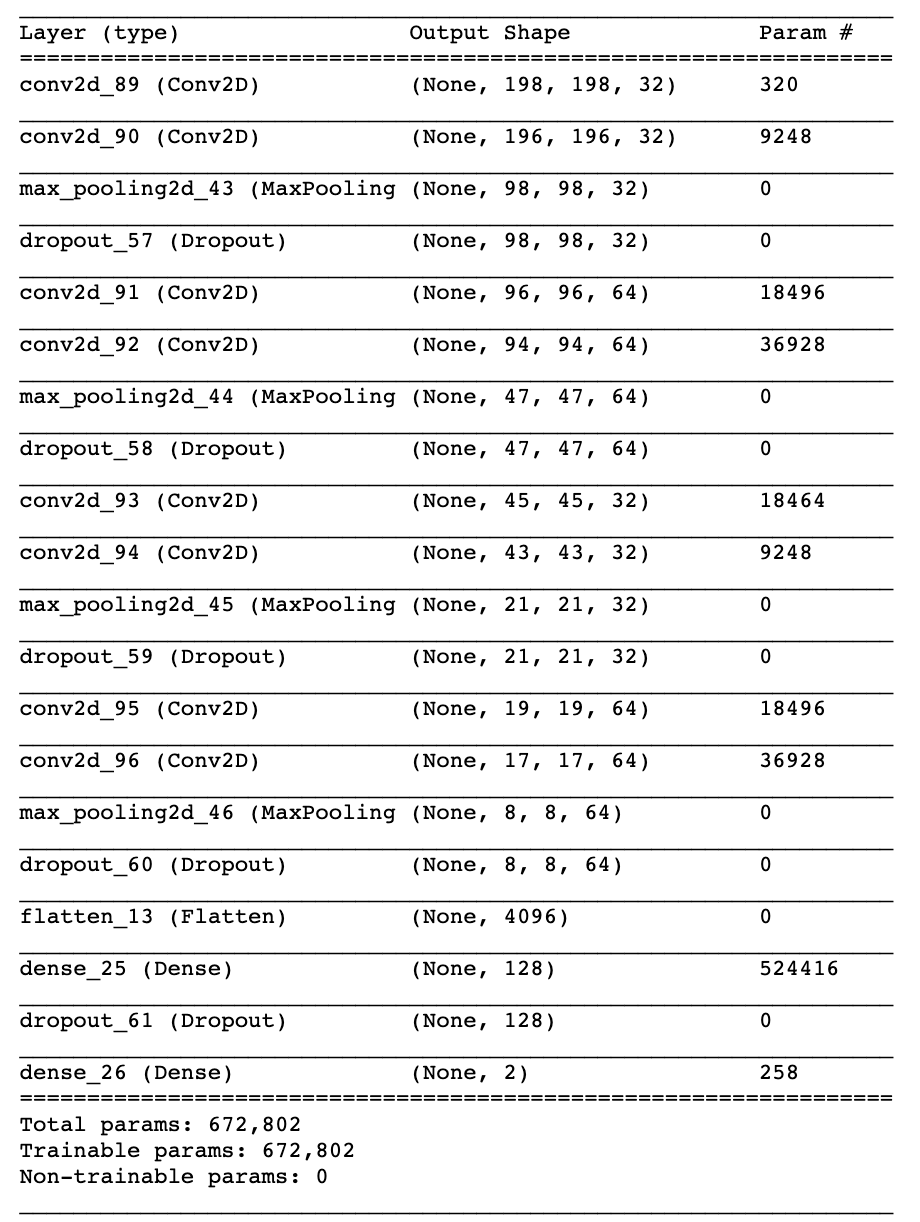 Layer (type) Output Shape Param #
=================================================================
conv2d_89 (Conv2D) (None, 198, 198, 32) 320
conv2d_90 (Conv2D) (None, 196, 196, 32) 9248
max_pooling2d_43 (MaxPooling (None, 98, 98, 32) 0
dropout_57 (Dropout) (None, 98, 98, 32) 0
conv2d_91 (Conv2D) (None, 96, 96, 64) 18496
conv2d_92 (Conv2D) (None, 94, 94, 64) 36928
max_pooling2d_44 (MaxPooling (None, 47, 47, 64) 0
dropout_58 (Dropout) (None, 47, 47, 64) 0
conv2d_93 (Conv2D) (None, 45, 45, 32) 18464
conv2d_94 (Conv2D) (None, 43, 43, 32) 9248
max_pooling2d_45 (MaxPooling (None, 21, 21, 32) 0
dropout_59 (Dropout) (None, 21, 21, 32) 0
conv2d_95 (Conv2D) (None, 19, 19, 64) 18496
conv2d_96 (Conv2D) (None, 17, 17, 64) 36928
max_pooling2d_46 (MaxPooling (None, 8, 8, 64) 0
dropout_60 (Dropout) (None, 8, 8, 64) 0
flatten_13 (Flatten) (None, 4096) 0
dense_25 (Dense) (None, 128) 524416
dropout_61 (Dropout) (None, 128) 0
dense_26 (Dense) (None, 2) 258
=================================================================
Total params: 672,802
Trainable params: 672,802
Non-trainable params: 0